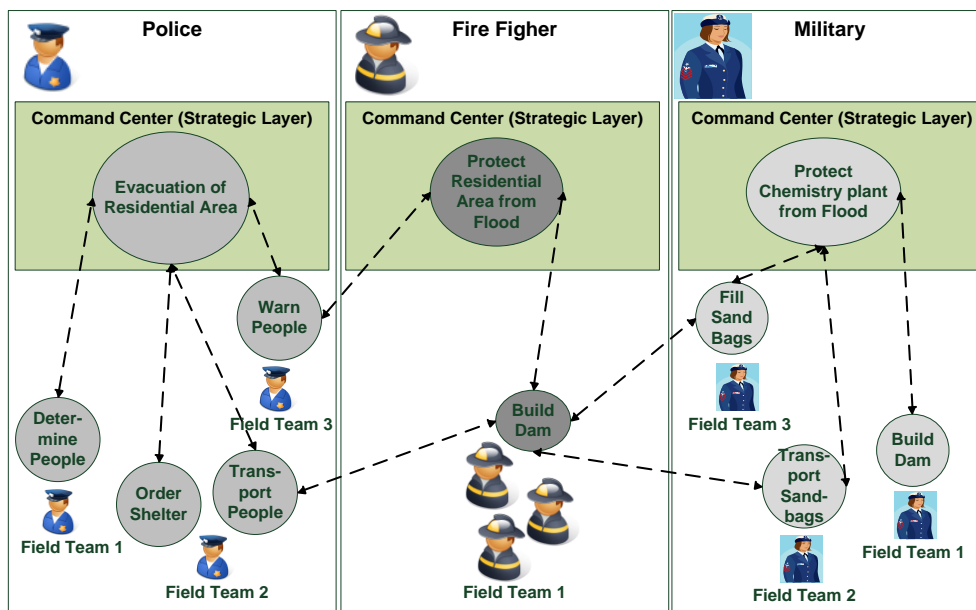 Police
Command Center (Strategic Layer)
Evacuation of
Residential Area
Warn
People
Field Team 3
Deter-
mine
People
Field Team 1
Order
Shelter
Trans-
port
People
Field Team 2
Fire Figher
Command Center (Strategic Layer)
Protect
Residential
Area from
Flood
Build
Dam
Field Team 1
Military
Command Center (Strategic Layer)
Protect
Chemistry plant
from Flood
Fill
Sand
Bags
Field Team 3
Trans-
port
Sand-
bags
Field Team 2
Build
Dam
Field Team 1